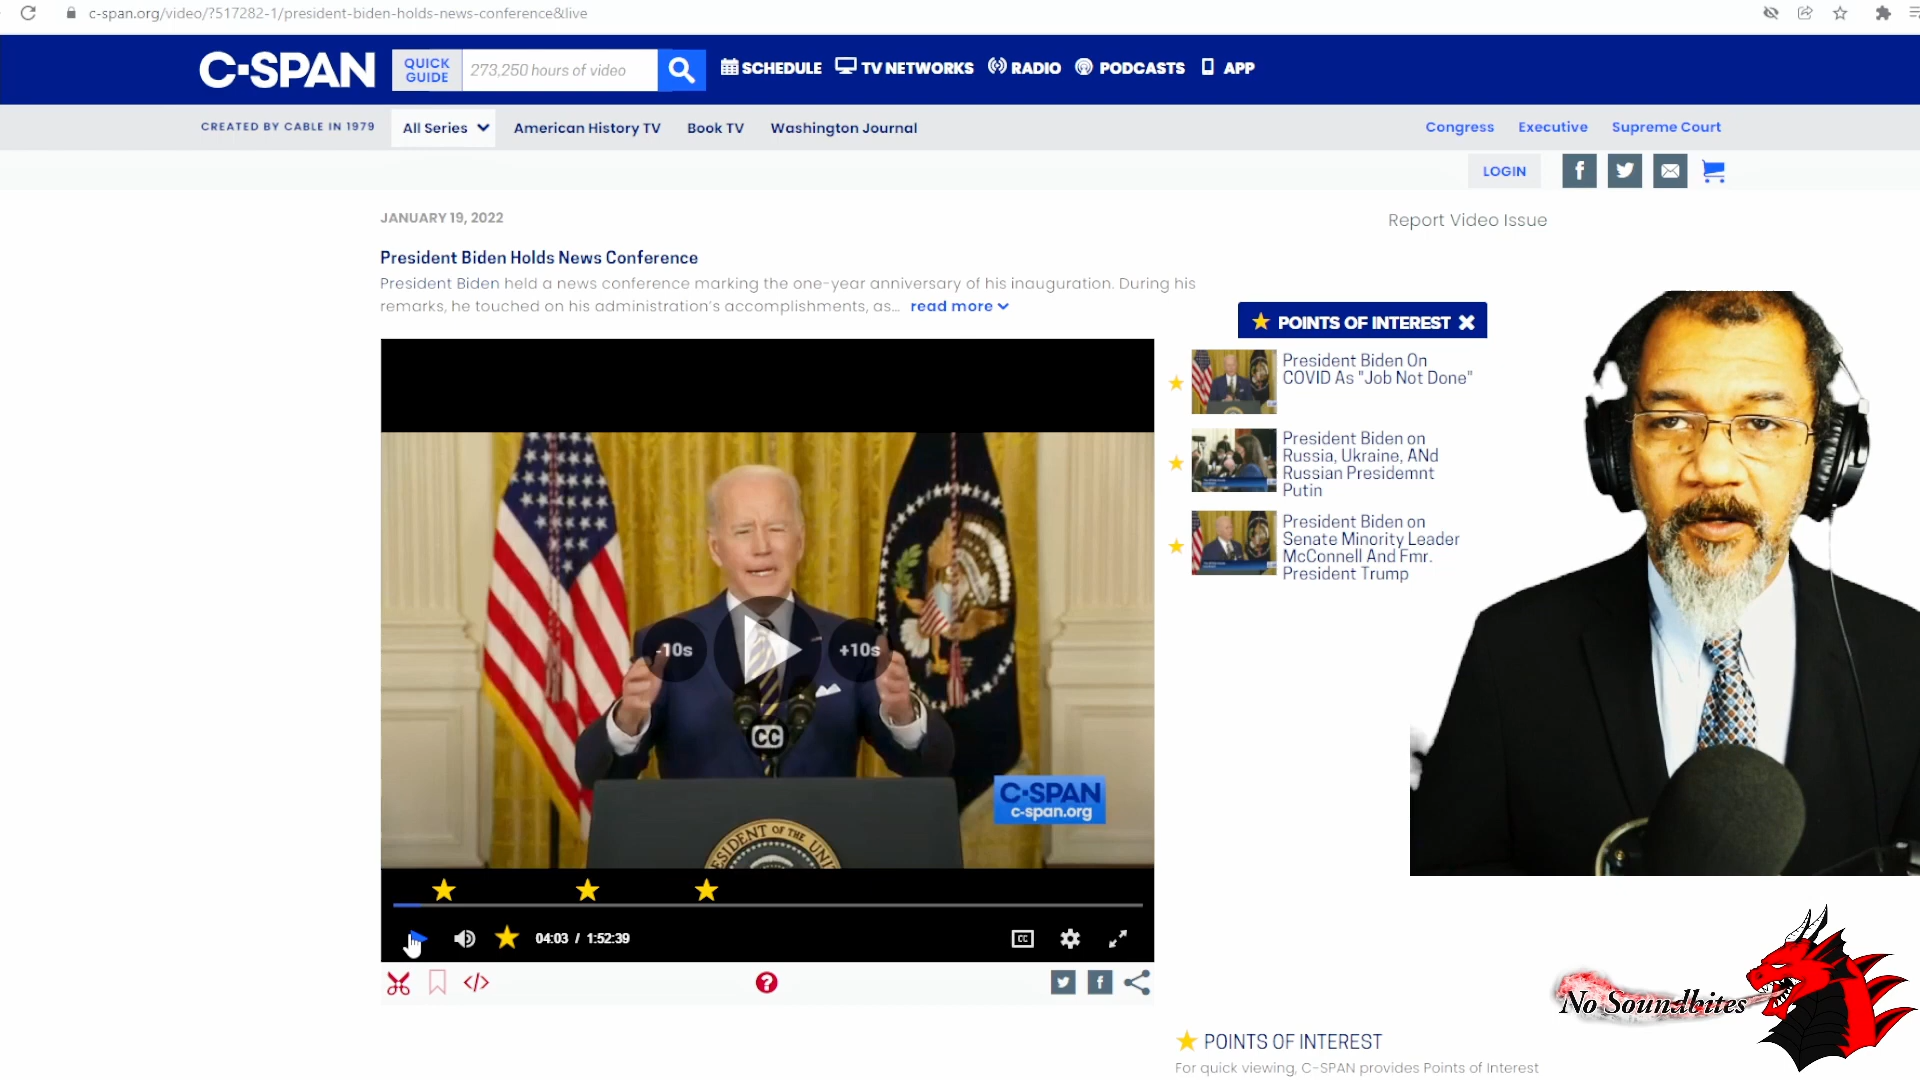 c-span.org/video/?517282-1/president-biden-holds-news-conference&live
C-SPAN
QUICK GUIDE
273,250 hours of video
SCHEDULE
TV NETWORKS
RADIO
PODCASTS
APP
CREATED BY CABLE IN 1979
All Series
American History TV
Book TV
Washington Journal
Congress
Executive
Supreme Court
LOGIN
JANUARY 19, 2022
Report Video Issue
President Biden Holds News Conference
President Biden held a news conference marking the one-year anniversary of his inauguration. During his
remarks, he touched on his administration's accomplishments, as... read more
POINTS OF INTEREST
President Biden On
COVID As "Job Not Done"
President Biden on
Russia, Ukraine, ANd
Russian Presidemnt
Putin
President Biden on
Senate Minority Leader
McConnell And Fmr.
President Trump
-10s
+10s
CC
C-SPAN
c-span.org
SIDENT OF THE UNI
04:03 / 1:52:39
CC
No Soundbites
POINTS OF INTEREST
For quick viewing, C-SPAN provides Points of Interest